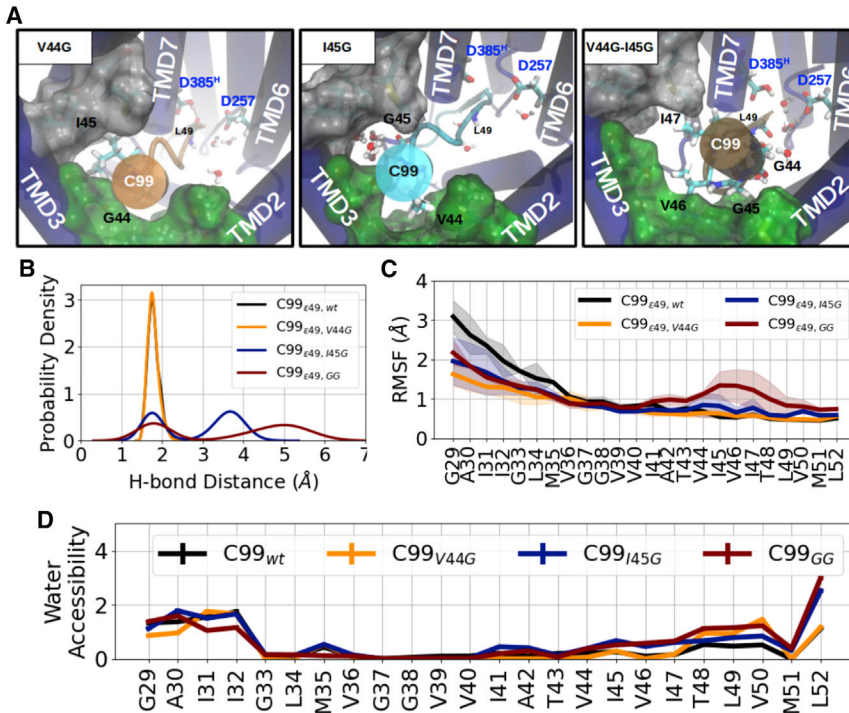 A
V44G
I45
TMD7
D385ᴴ
D257
TMD6
L49
C99
TMD3
G44
TMD2
I45G
TMD7
D385ᴴ
D257
TMD6
G45
L49
C99
TMD3
V44
TMD2
V44G-I45G
TMD7
D385ᴴ
D257
TMD6
I47
L49
C99
G44
TMD3
V46
G45
TMD2
B
Probability Density
3
2
1
0
0 1 2 3 4 5 6 7
H-bond Distance (Å)
C99ε49, wt
C99ε49, V44G
C99ε49, I45G
C99ε49, GG
C
RMSF (Å)
4
3
2
1
0
C99ε49, wt
C99ε49, V44G
C99ε49, I45G
C99ε49, GG
G29 A30 I31 I32 G33 L34 M35 V36 G37 G38 V39 V40 I41 A42 T43 V44 I45 V46 I47 T48 L49 V50 M51 L52
D
Water
Accessibility
4
2
0
C99wt
C99V44G
C99I45G
C99GG
G29 A30 I31 I32 G33 L34 M35 V36 G37 G38 V39 V40 I41 A42 T43 V44 I45 V46 I47 T48 L49 V50 M51 L52